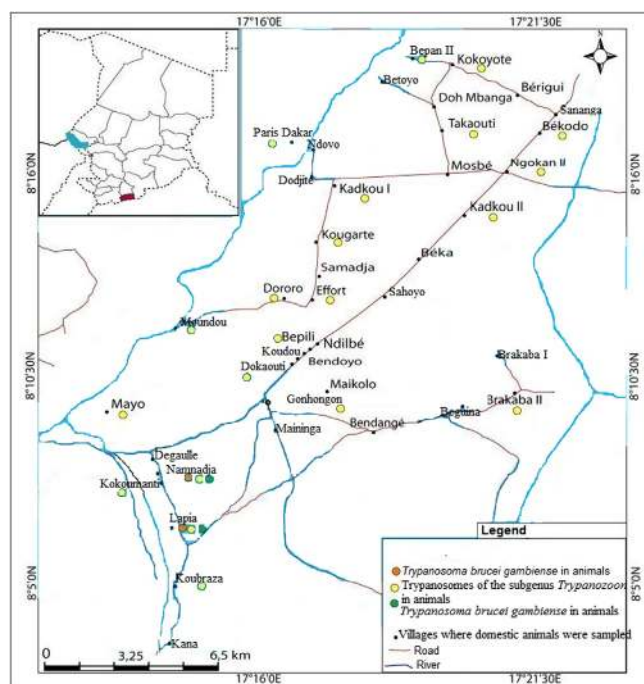 17°16'0E
17°21'30E
Bepan II
Kokoyote
Betoyo
Bérigui
Doh Mbanga
Sananga
Takaouti
Békodo
Paris Dakar
Ndovo
8°16'0N
8°16'0N
Mosbé
Ngokan II
Dodjité
Kadkou I
Kadkou II
Kougarte
Béka
Samadja
Sahoyo
Dororo
Effort
Moundou
Bepili
Ndilbé
Koudou
Bendoyo
Brakaba I
8°10'30N
8°10'30N
Dokaouti
Maikolo
Genhongon
Brakaba II
Mayo
Beguina
Maininga
Bendangé
Degaulle
Namnadja
Kokoumanti
Lapia
Koubraza
Kana
8°5'0N
8°5'0N
Legend
Trypanosoma brucei gambiense in animals
Trypanosomes of the subgenus Trypanozoon
in animals
Trypanosoma brucei gambiense in animals
Villages where domestic animals were sampled
Road
River
0 3,25 6,5 km
17°16'0E
17°21'30E